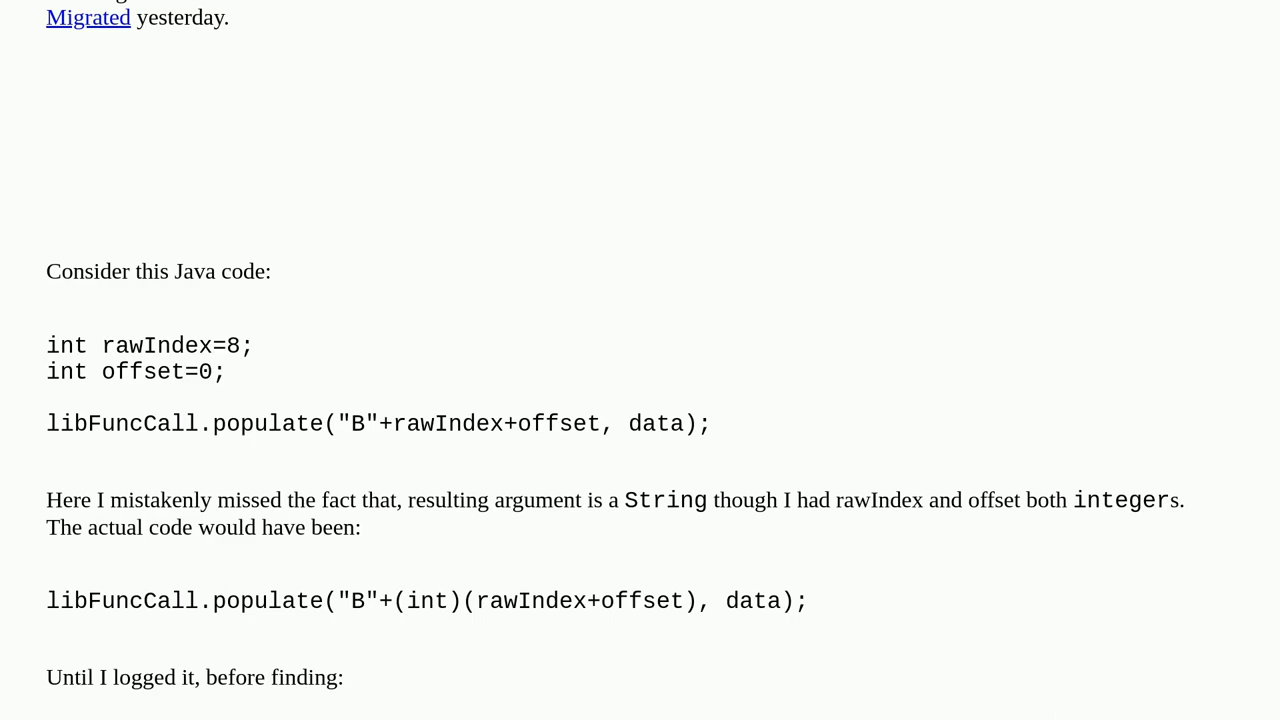 Migrated yesterday.
Consider this Java code:
int rawIndex=8;
int offset=0;
libFuncCall.populate("B"+rawIndex+offset, data);
Here I mistakenly missed the fact that, resulting argument is a String though I had rawIndex and offset both integers.
The actual code would have been:
libFuncCall.populate("B"+(int)(rawIndex+offset), data);
Until I logged it, before finding: